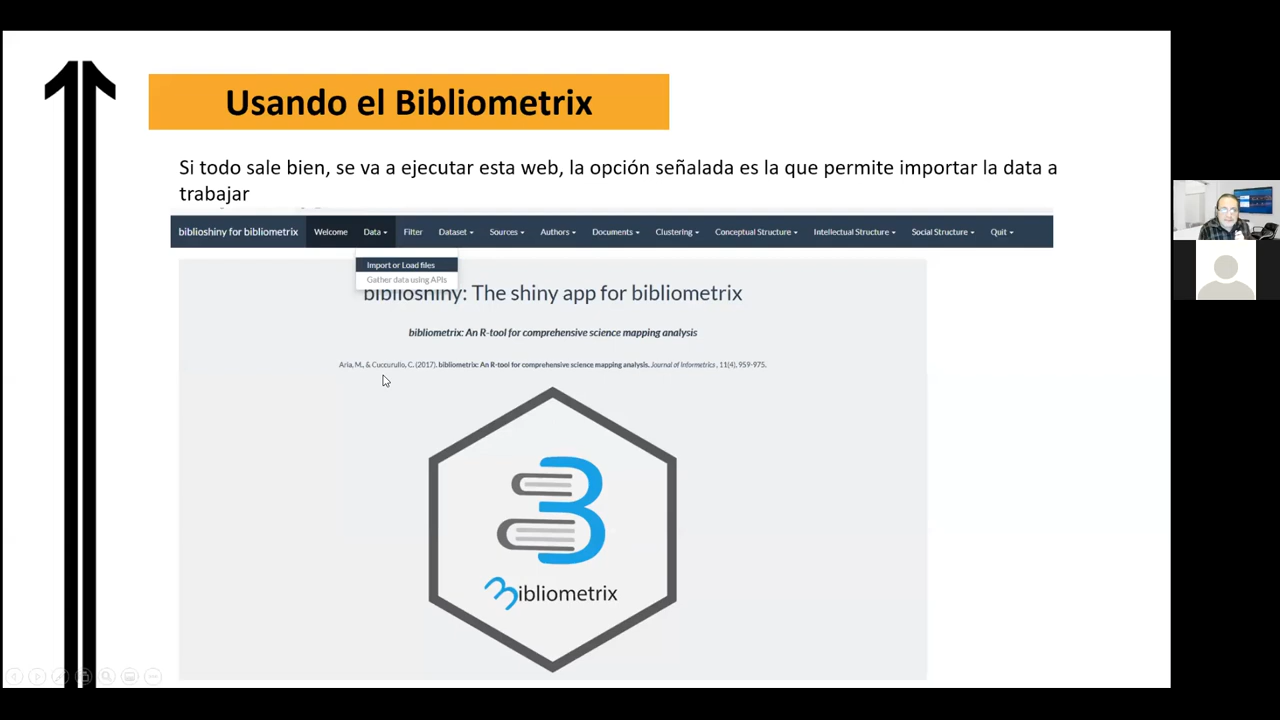 Usando el Bibliometrix
Si todo sale bien, se va a ejecutar esta web, la opción señalada es la que permite importar la data a
trabajar
biblioshiny for bibliometrix Welcome Data Filter Dataset Sources Authors Documents Clustering Conceptual Structure Intellectual Structure Social Structure Quit
Import or Load files
Gather data using APIs
biblioshiny: The shiny app for bibliometrix
bibliometrix: An R-tool for comprehensive science mapping analysis
Aria, M., & Cuccurullo, C. (2017). bibliometrix: An R-tool for comprehensive science mapping analysis. Journal of Informetrics, 11(4), 959-975.
Bibliometrix